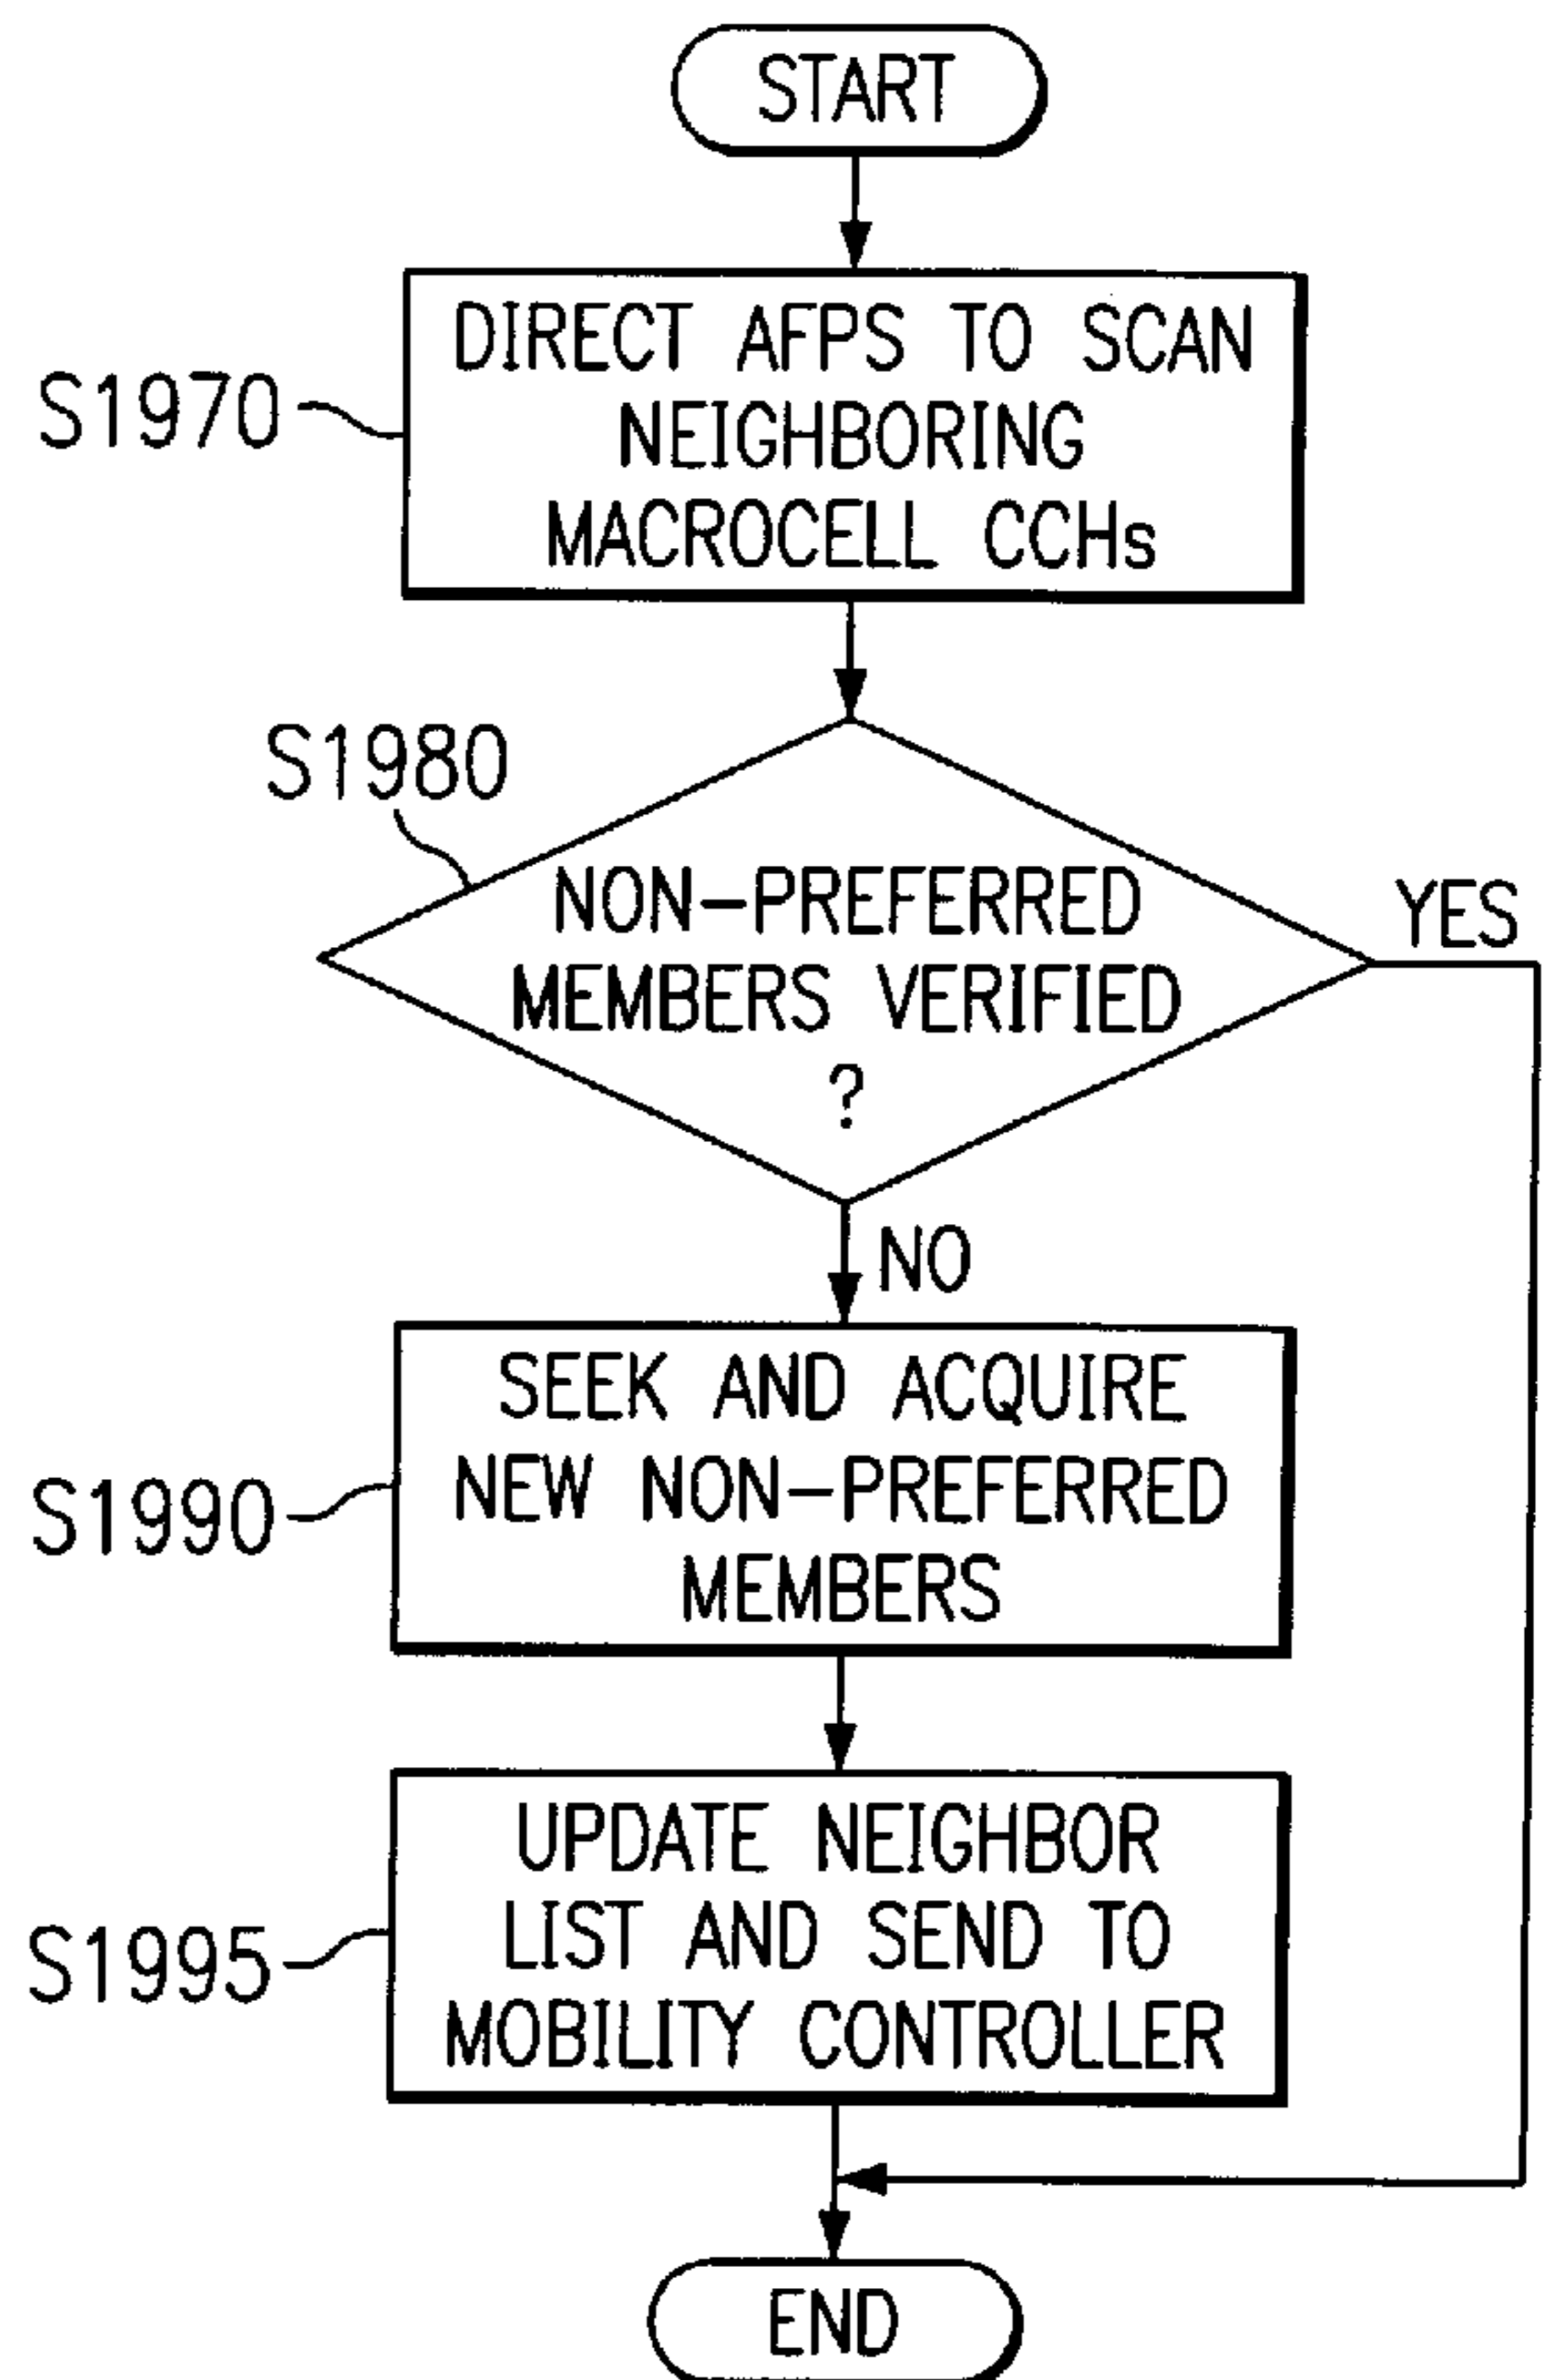 START
S1970
DIRECT AFPS TO SCAN
NEIGHBORING
MACROCELL CCHs
S1980
NON-PREFERRED
MEMBERS VERIFIED
?
YES
NO
S1990
SEEK AND ACQUIRE
NEW NON-PREFERRED
MEMBERS
S1995
UPDATE NEIGHBOR
LIST AND SEND TO
MOBILITY CONTROLLER
END